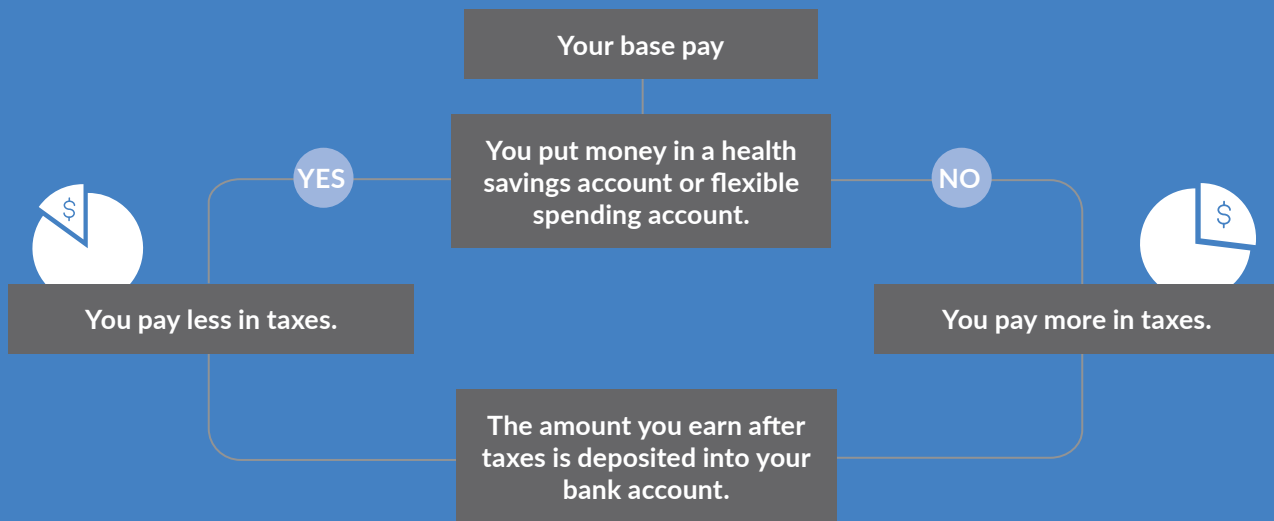 Your base pay
You put money in a health
savings account or flexible
spending account.
YES
NO
$
$
You pay less in taxes.
You pay more in taxes.
The amount you earn after
taxes is deposited into your
bank account.